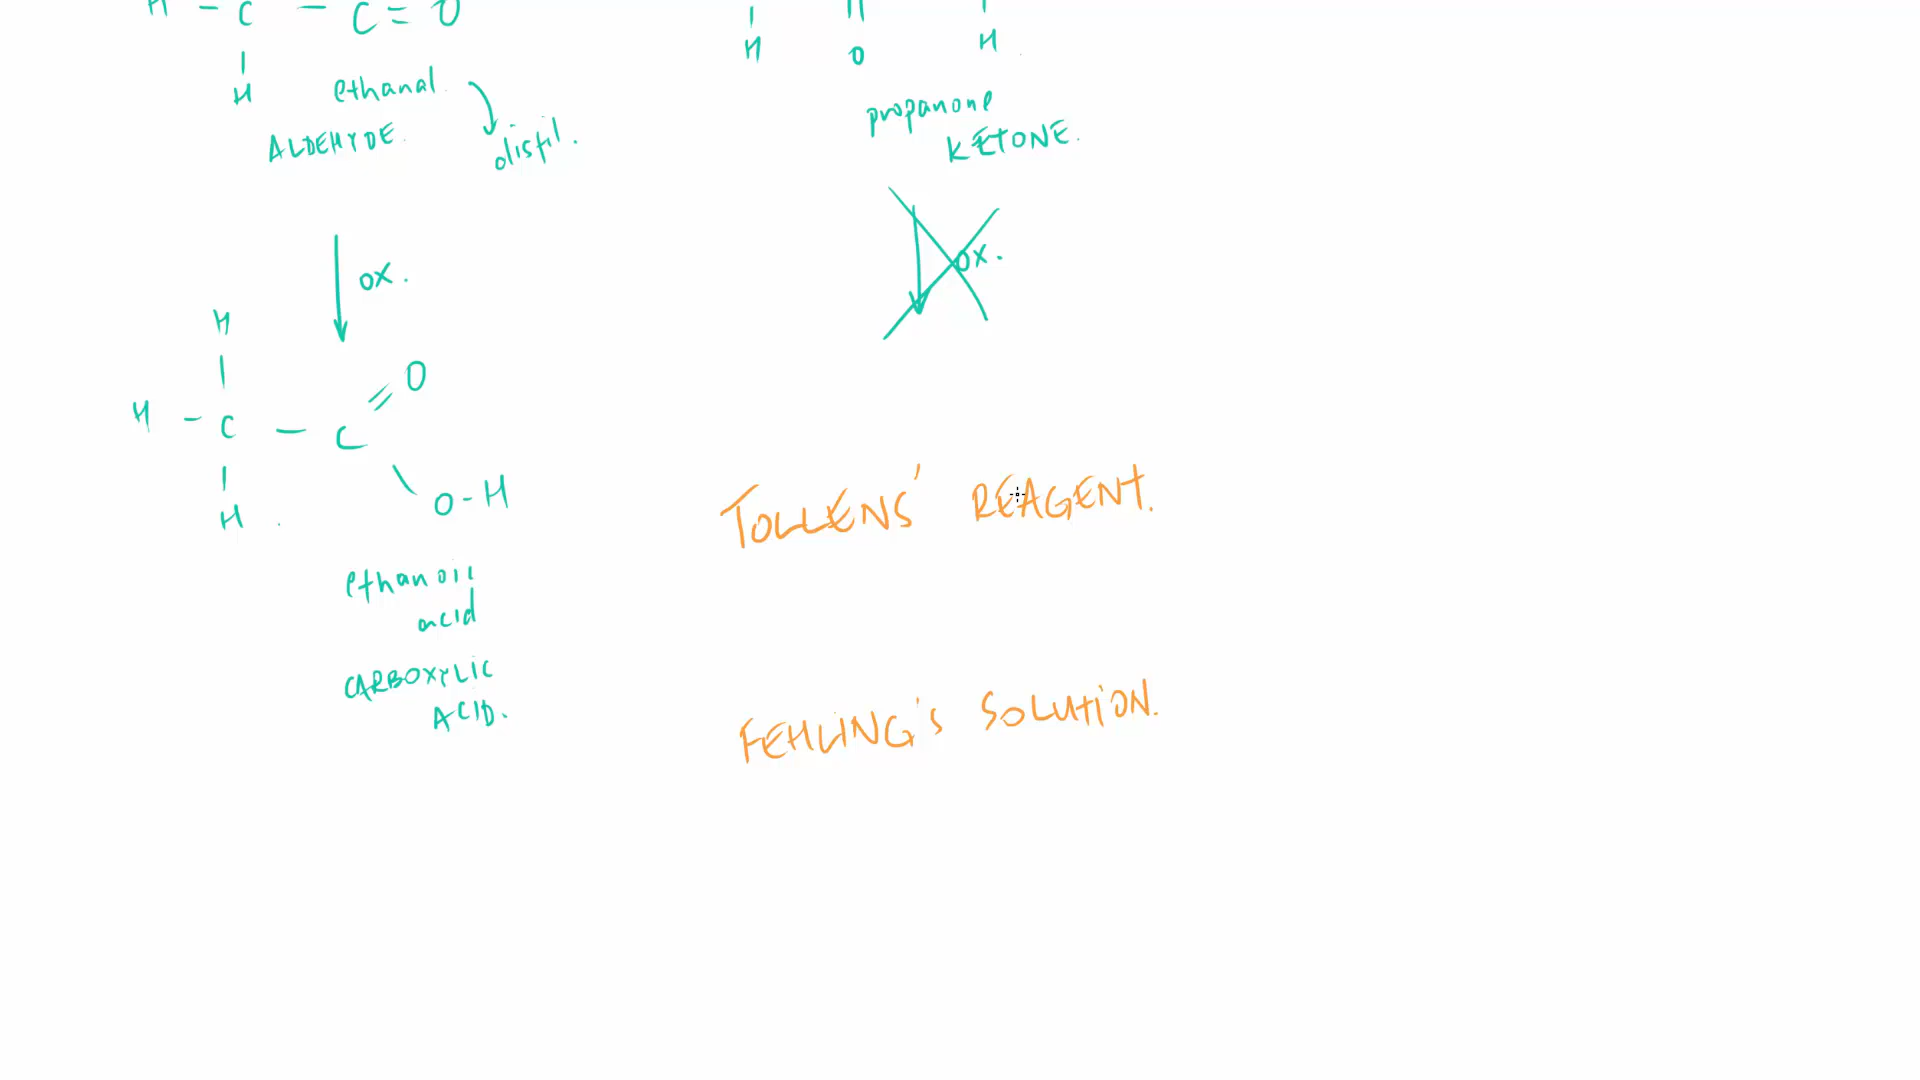 H - C - C = O
H O H
H
ethanal
distil.
ALDEHYDE.
propanone
KETONE.
ox.
ox.
H
O
H - C - C
O-H
H
ethanoic
acid
CARBOXYLIC
ACID.
TOLLENS' REAGENT.
FEHLING's SOLUTION.